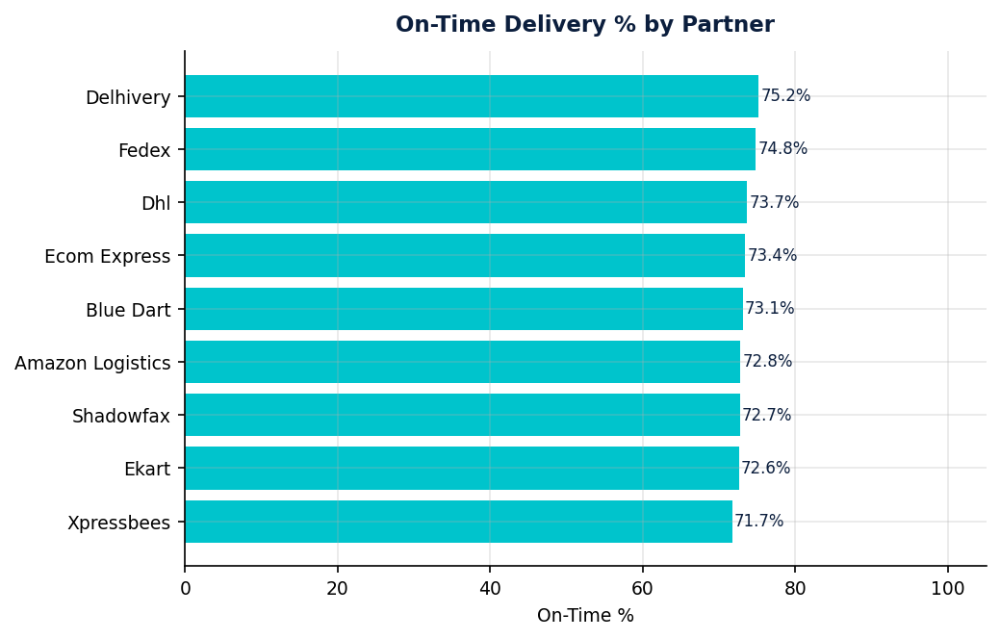 On-Time Delivery % by Partner
Delhivery 75.2%
Fedex 74.8%
Dhl 73.7%
Ecom Express 73.4%
Blue Dart 73.1%
Amazon Logistics 72.8%
Shadowfax 72.7%
Ekart 72.6%
Xpressbees 71.7%
0 20 40 60 80 100
On-Time %